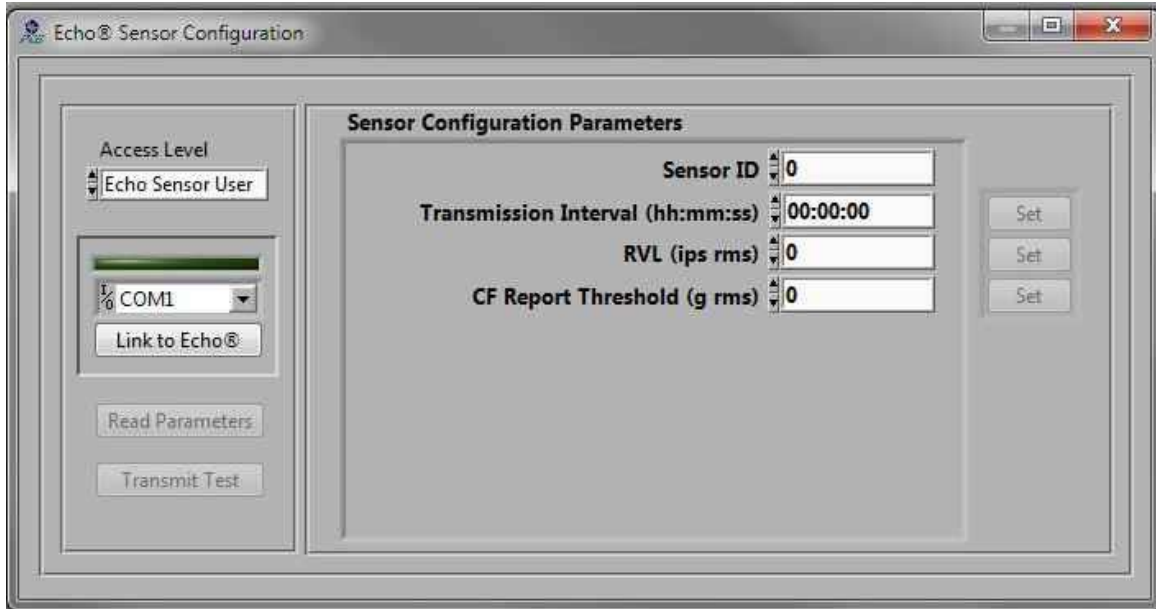 Echo® Sensor Configuration
Access Level
Echo Sensor User
I/O COM1
Link to Echo®
Read Parameters
Transmit Test
Sensor Configuration Parameters
Sensor ID 0
Transmission Interval (hh:mm:ss) 00:00:00 Set
RVL (ips rms) 0 Set
CF Report Threshold (g rms) 0 Set